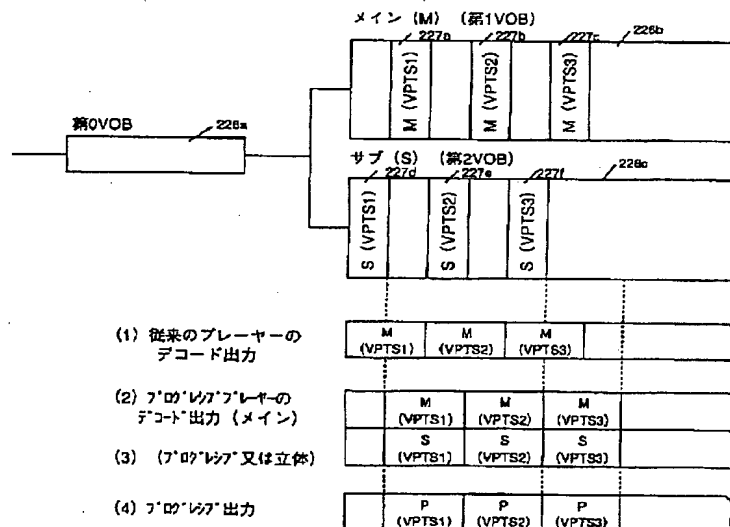 メイン (M) (第1VOB)
227a 227b 227c 226b
M (VPTS1)
M (VPTS2)
M (VPTS3)
第0VOB 226a
サブ (S) (第2VOB)
227d 227e 227f 226c
S (VPTS1)
S (VPTS2)
S (VPTS3)
(1) 従来のプレーヤーの
デコード出力
M M M
(VPTS1) (VPTS2) (VPTS3)
(2) プログレシブプレーヤーの
デコード出力 (メイン)
M M M
(VPTS1) (VPTS2) (VPTS3)
(3) (プログレシブ又は立体)
S S S
(VPTS1) (VPTS2) (VPTS3)
(4) プログレシブ出力
P P P
(VPTS1) (VPTS2) (VPTS3)